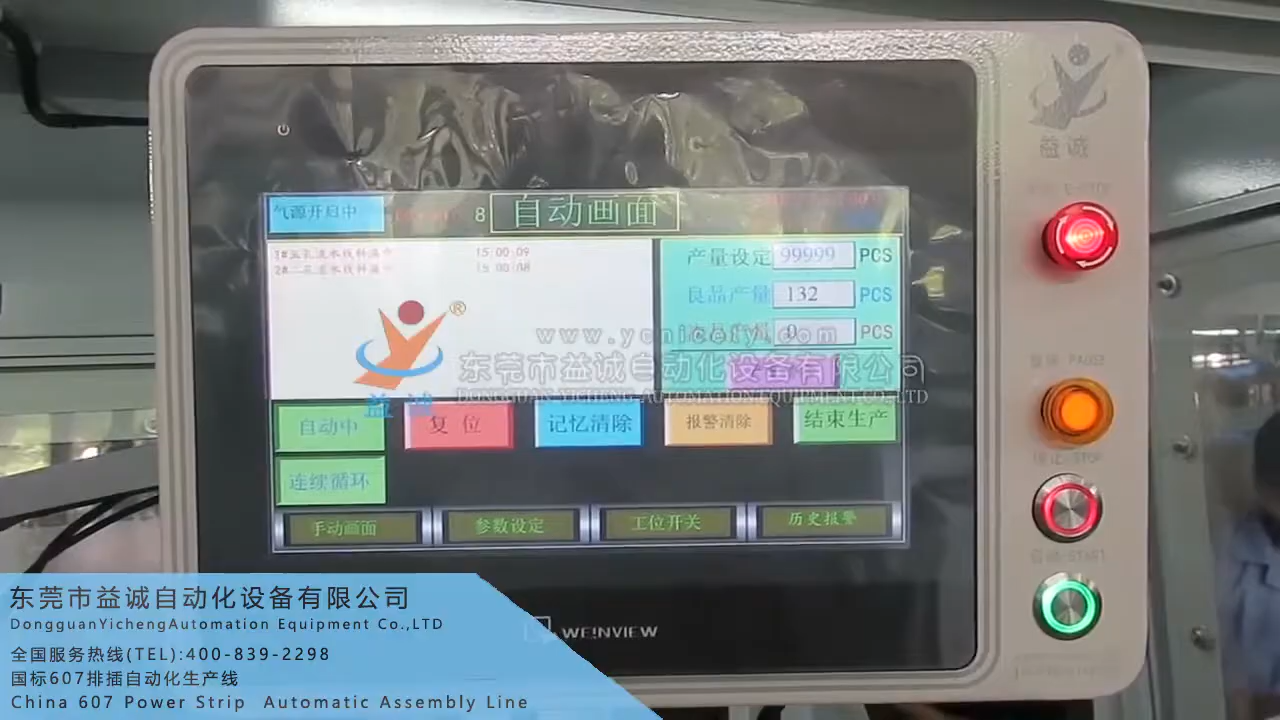 益诚
气源开启中
8
自动画面
15:00:09
15:00:08
产量设定 99999 PCS
良品产量 132 PCS
0 PCS
®
www.ycnicefyl.com
东莞市益诚自动化设备有限公司
DONGGUAN YICHENG AUTOMATION EQUIPMENT CO.,LTD
益诚
自动中
复 位
记忆清除
报警清除
结束生产
连续循环
手动画面
参数设定
工位开关
历史报警
PAUSE
STOP
START
WEINVIEW
东莞市益诚自动化设备有限公司
DongguanYichengAutomation Equipment Co.,LTD
全国服务热线(TEL):400-839-2298
国标607排插自动化生产线
China 607 Power Strip Automatic Assembly Line